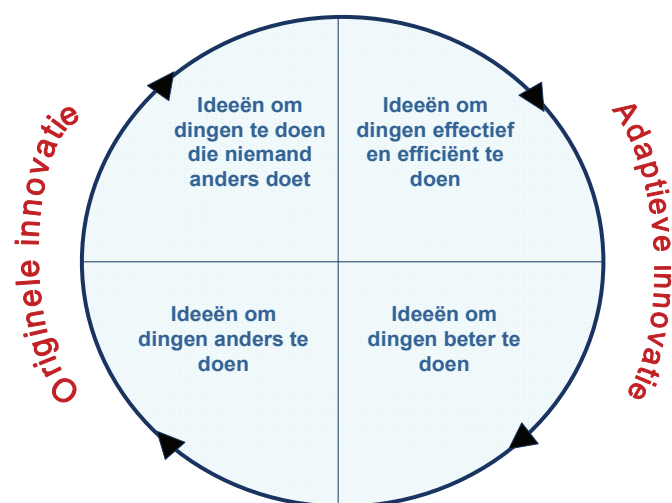 Originele innovatie
Ideeën om
dingen te doen
die niemand
anders doet
Ideeën om
dingen effectief
en efficiënt te
doen
Adaptieve innovatie
Ideeën om
dingen anders te
doen
Ideeën om
dingen beter te
doen